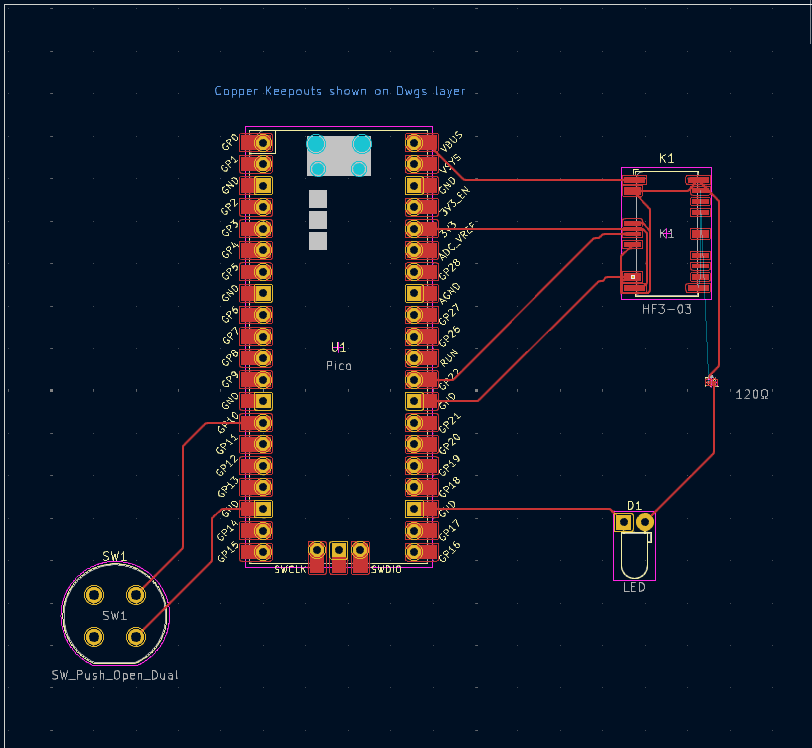 Copper Keepouts shown on Dwgs layer
GP0
GP1
GND
GP2
GP3
GP4
GP5
GND
GP6
GP7
GP8
GP9
GND
GP10
GP11
GP12
GP13
GND
GP14
GP15
VBUS
VSYS
GND
3V3_EN
3V3
ADC_VREF
GP28
AGND
GP27
GP26
RUN
GP22
GND
GP21
GP20
GP19
GP18
GND
GP17
GP16
U1
Pico
SWCLK
SWDIO
K1
K1
HF3-03
120Ω
D1
LED
SW1
SW1
SW_Push_Open_Dual